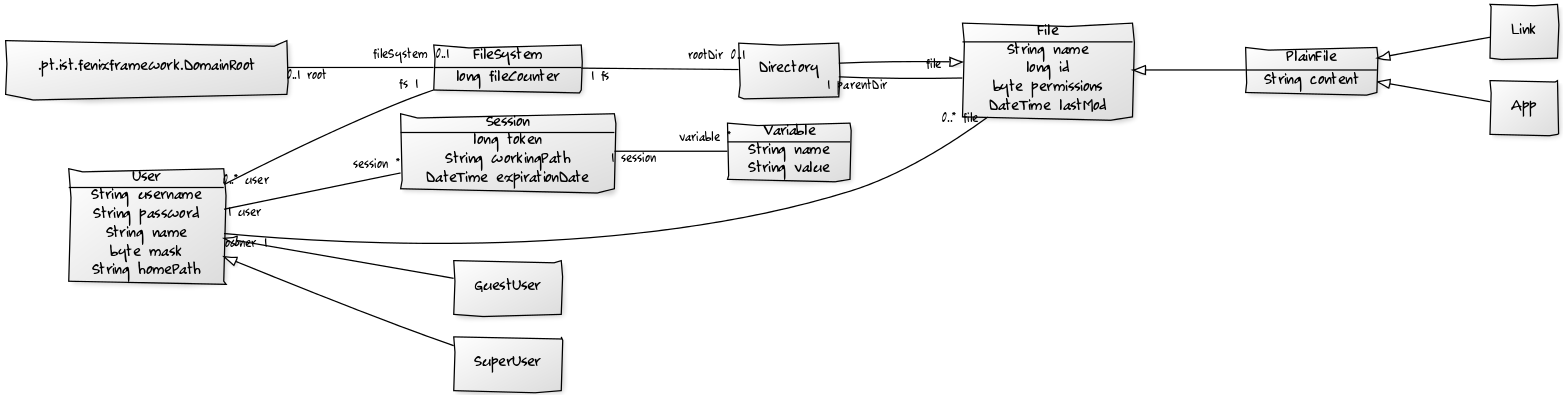 .pt.ist.fenixframework.DomainRoot
0..1 root
fileSystem 0..1
FileSystem
long fileCounter
fs 1
1 fs
rootDir 0..1
Directory
file
1 parentDir
File
String name
long id
byte permissions
DateTime lastMod
0..* file
PlainFile
String content
Link
App
Session
long token
String workingPath
DateTime expirationDate
session *
1 session
variable *
Variable
String name
String value
User
String username
String password
String name
byte mask
String homePath
0..* user
1 user
owner 1
GuestUser
SuperUser